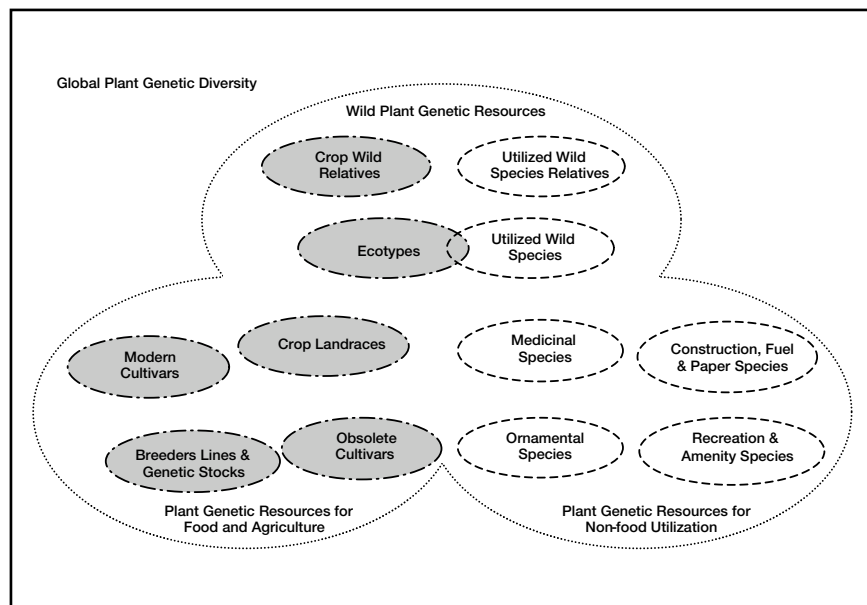 Global Plant Genetic Diversity
Wild Plant Genetic Resources
Crop Wild
Relatives
Utilized Wild
Species Relatives
Ecotypes
Utilized Wild
Species
Modern
Cultivars
Crop Landraces
Medicinal
Species
Construction, Fuel
& Paper Species
Breeders Lines &
Genetic Stocks
Obsolete
Cultivars
Ornamental
Species
Recreation &
Amenity Species
Plant Genetic Resources for
Food and Agriculture
Plant Genetic Resources for
Non-food Utilization